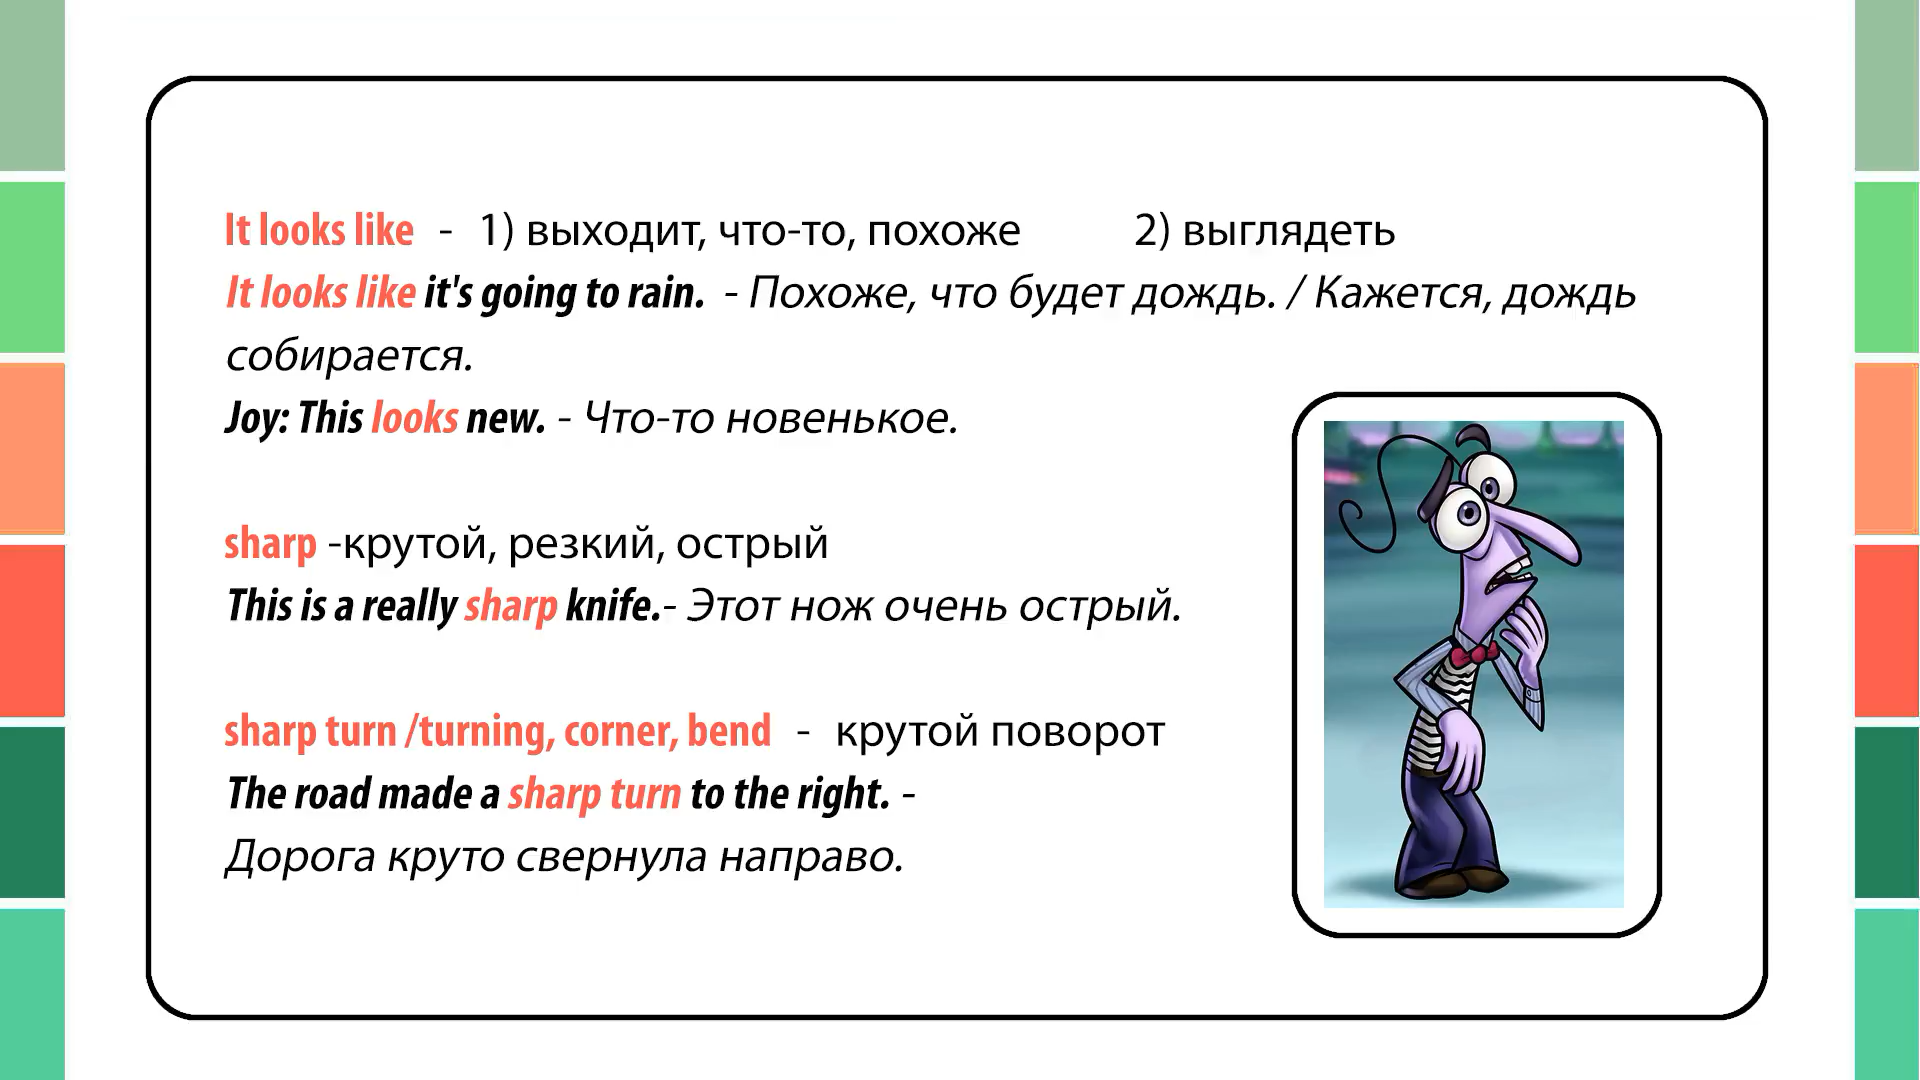 It looks like - 1) выходит, что-то, похоже 2) выглядеть
It looks like it's going to rain. - Похоже, что будет дождь. / Кажется, дождь
собирается.
Joy: This looks new. - Что-то новенькое.
sharp -крутой, резкий, острый
This is a really sharp knife.- Этот нож очень острый.
sharp turn /turning, corner, bend - крутой поворот
The road made a sharp turn to the right. -
Дорога круто свернула направо.